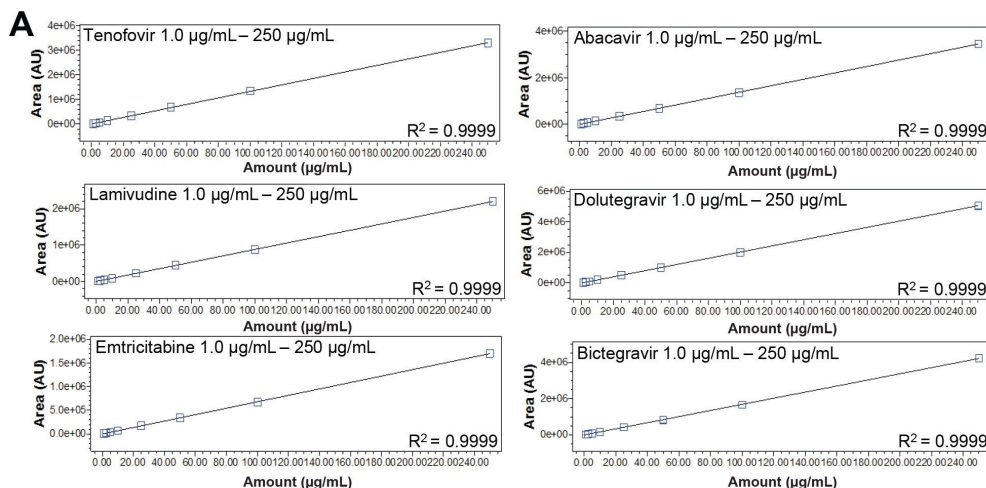 A
Tenofovir 1.0 µg/mL – 250 µg/mL
Area (AU)
4e+06
3e+06
2e+06
1e+06
0e+00
R² = 0.9999
0.00 20.00 40.00 60.00 80.00 100.00 120.00 140.00 160.00 180.00 200.00 220.00 240.00
Amount (µg/mL)
Abacavir 1.0 µg/mL – 250 µg/mL
Area (AU)
4e+06
2e+06
0e+00
R² = 0.9999
0.00 20.00 40.00 60.00 80.00 100.00 120.00 140.00 160.00 180.00 200.00 220.00 240.00
Amount (µg/mL)
Lamivudine 1.0 µg/mL – 250 µg/mL
Area (AU)
2e+06
1e+06
0e+00
R² = 0.9999
0.00 20.00 40.00 60.00 80.00 100.00 120.00 140.00 160.00 180.00 200.00 220.00 240.00
Amount (µg/mL)
Dolutegravir 1.0 µg/mL – 250 µg/mL
Area (AU)
6e+06
4e+06
2e+06
0e+00
R² = 0.9999
0.00 20.00 40.00 60.00 80.00 100.00 120.00 140.00 160.00 180.00 200.00 220.00 240.00
Amount (µg/mL)
Emtricitabine 1.0 µg/mL – 250 µg/mL
Area (AU)
2.0e+06
1.5e+06
1.0e+06
5.0e+05
0.0e+00
R² = 0.9999
0.00 20.00 40.00 60.00 80.00 100.00 120.00 140.00 160.00 180.00 200.00 220.00 240.00
Amount (µg/mL)
Bictegravir 1.0 µg/mL – 250 µg/mL
Area (AU)
4e+06
2e+06
0e+00
R² = 0.9999
0.00 20.00 40.00 60.00 80.00 100.00 120.00 140.00 160.00 180.00 200.00 220.00 240.00
Amount (µg/mL)